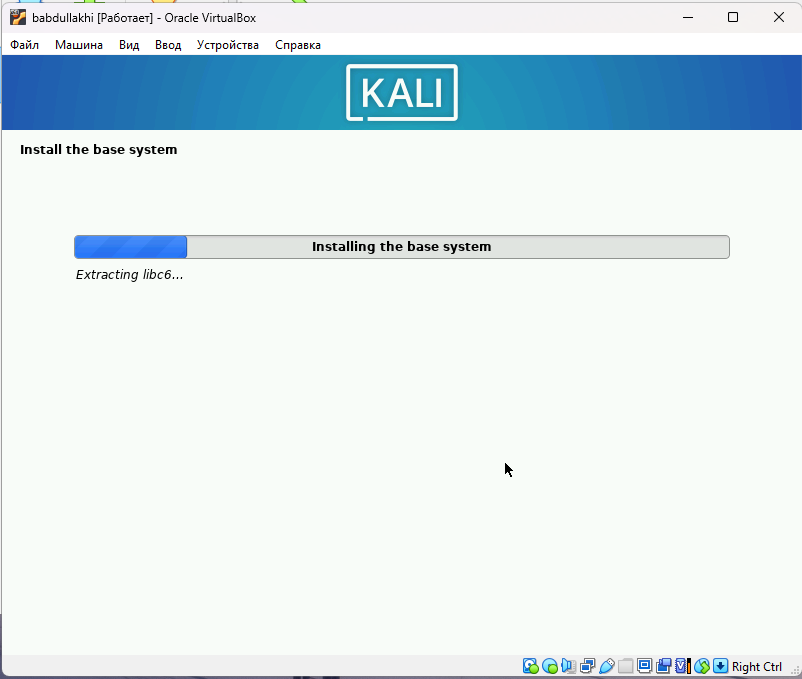 babdullakhi [Работает] - Oracle VirtualBox
Файл Машина Вид Ввод Устройства Справка
KALI
Install the base system
Installing the base system
Extracting libc6...
Right Ctrl